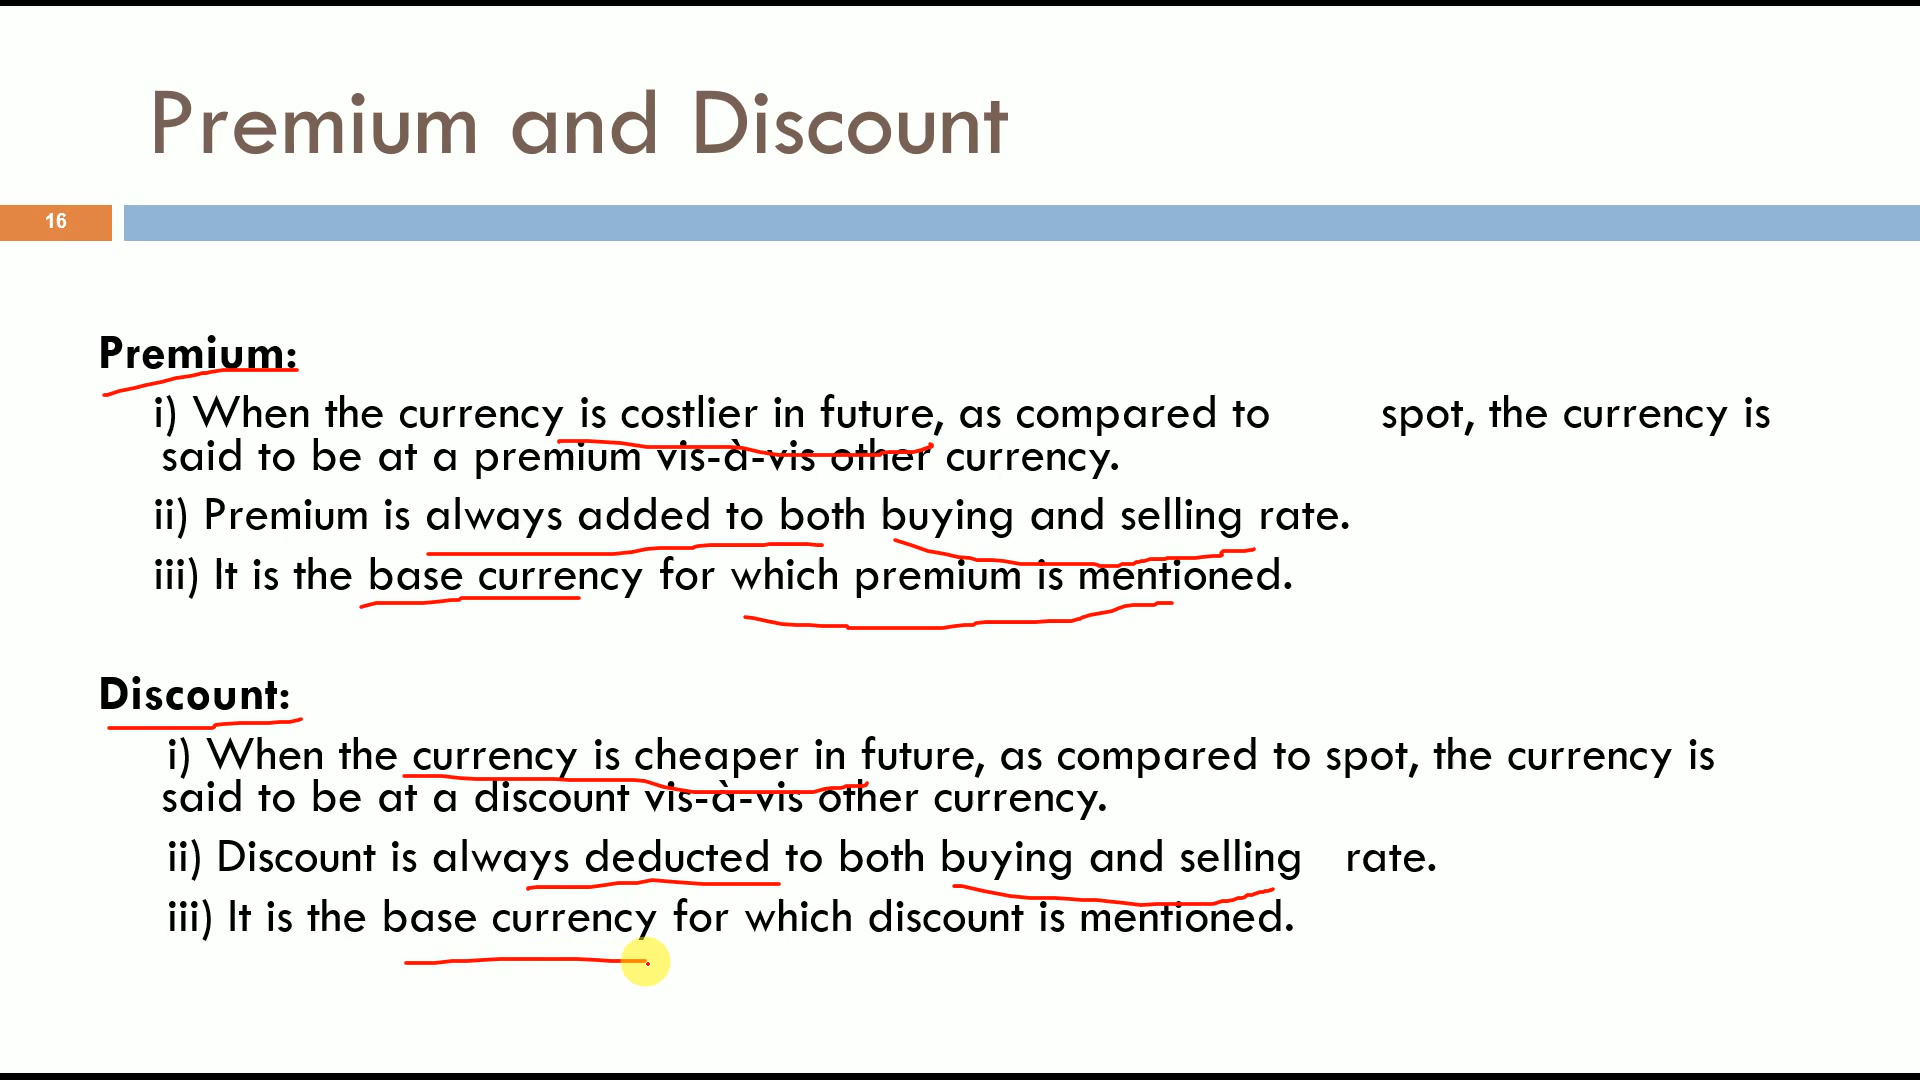 Premium and Discount
16
Premium:
i) When the currency is costlier in future, as compared to spot, the currency is
said to be at a premium vis-à-vis other currency.
ii) Premium is always added to both buying and selling rate.
iii) It is the base currency for which premium is mentioned.
Discount:
i) When the currency is cheaper in future, as compared to spot, the currency is
said to be at a discount vis-à-vis other currency.
ii) Discount is always deducted to both buying and selling rate.
iii) It is the base currency for which discount is mentioned.